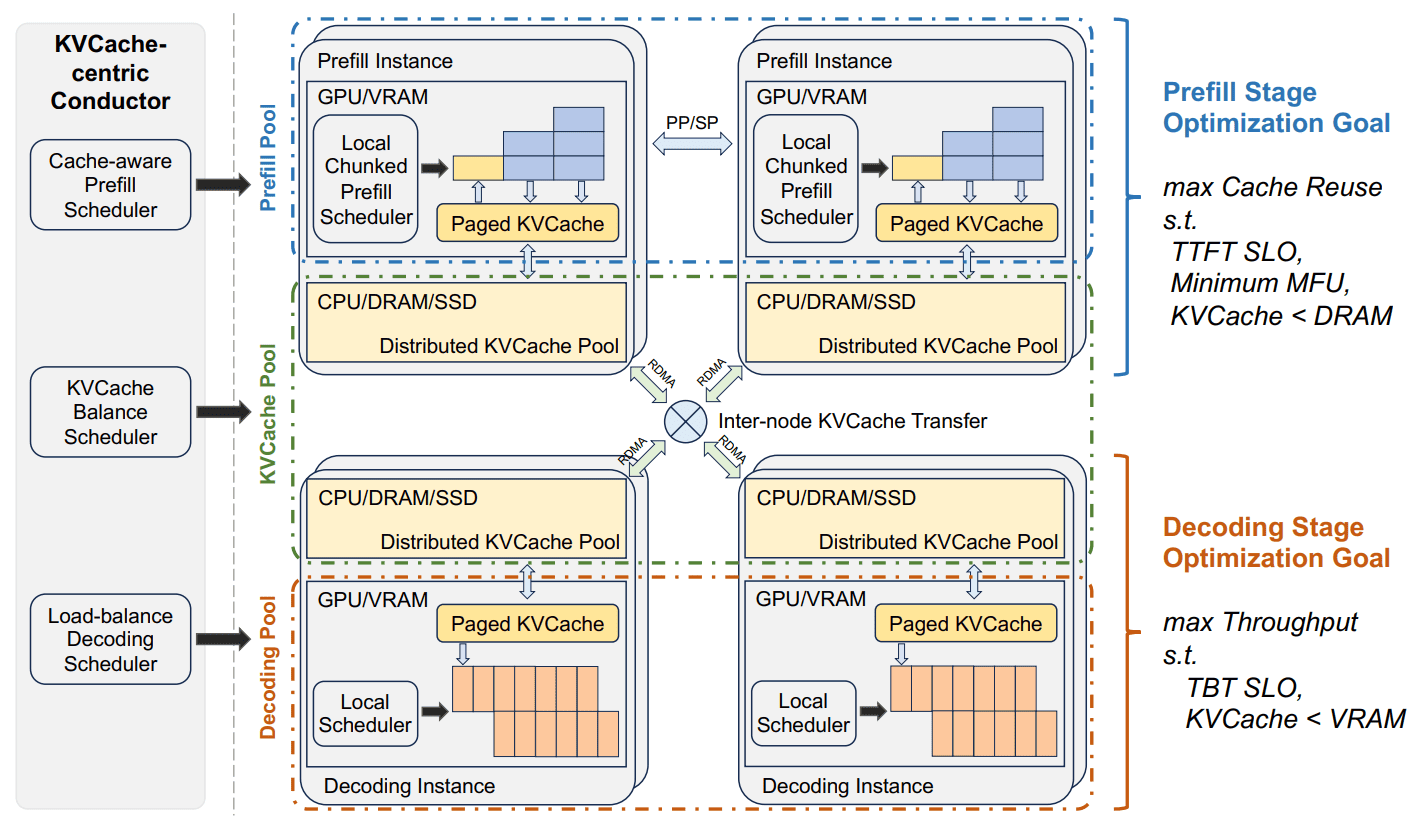 KVCache-
centric
Conductor
Cache-aware
Prefill
Scheduler
KVCache
Balance
Scheduler
Load-balance
Decoding
Scheduler
Prefill Pool
KVCache Pool
Decoding Pool
Prefill Instance
GPU/VRAM
Local
Chunked
Prefill
Scheduler
Paged KVCache
CPU/DRAM/SSD
Distributed KVCache Pool
PP/SP
Prefill Instance
GPU/VRAM
Local
Chunked
Prefill
Scheduler
Paged KVCache
CPU/DRAM/SSD
Distributed KVCache Pool
RDMA
RDMA
Inter-node KVCache Transfer
RDMA
RDMA
CPU/DRAM/SSD
Distributed KVCache Pool
GPU/VRAM
Paged KVCache
Local
Scheduler
Decoding Instance
CPU/DRAM/SSD
Distributed KVCache Pool
GPU/VRAM
Paged KVCache
Local
Scheduler
Decoding Instance
Prefill Stage
Optimization Goal
max Cache Reuse
s.t.
TTFT SLO,
Minimum MFU,
KVCache < DRAM
Decoding Stage
Optimization Goal
max Throughput
s.t.
TBT SLO,
KVCache < VRAM